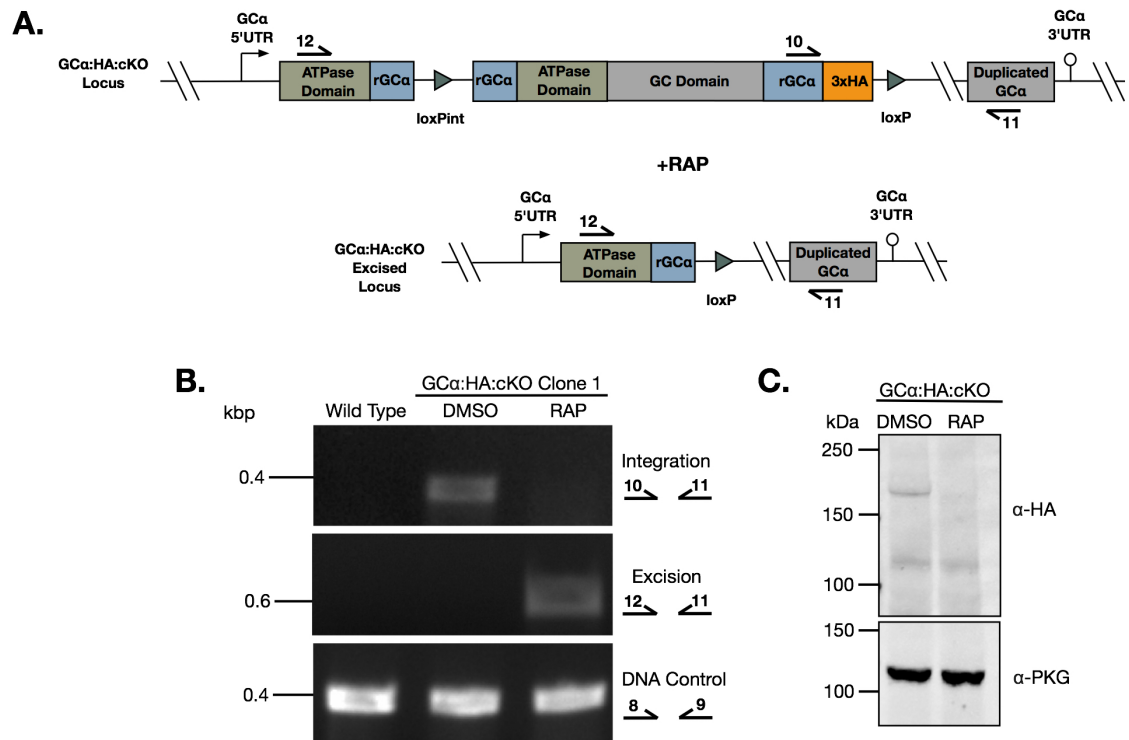 A.
GCα
5'UTR
GCα
3'UTR
GCα:HA:cKO
Locus
12
10
ATPase
Domain
rGCα
rGCα
ATPase
Domain
GC Domain
rGCα
3xHA
Duplicated
GCα
loxPint
loxP
11
+RAP
GCα
5'UTR
GCα
3'UTR
GCα:HA:cKO
Excised
Locus
12
ATPase
Domain
rGCα
Duplicated
GCα
loxP
11
B.
GCα:HA:cKO Clone 1
kbp
Wild Type
DMSO
RAP
0.4
Integration
10 11
0.6
Excision
12 11
0.4
DNA Control
8 9
C.
GCα:HA:cKO
kDa
DMSO
RAP
250
150
100
α-HA
150
100
α-PKG